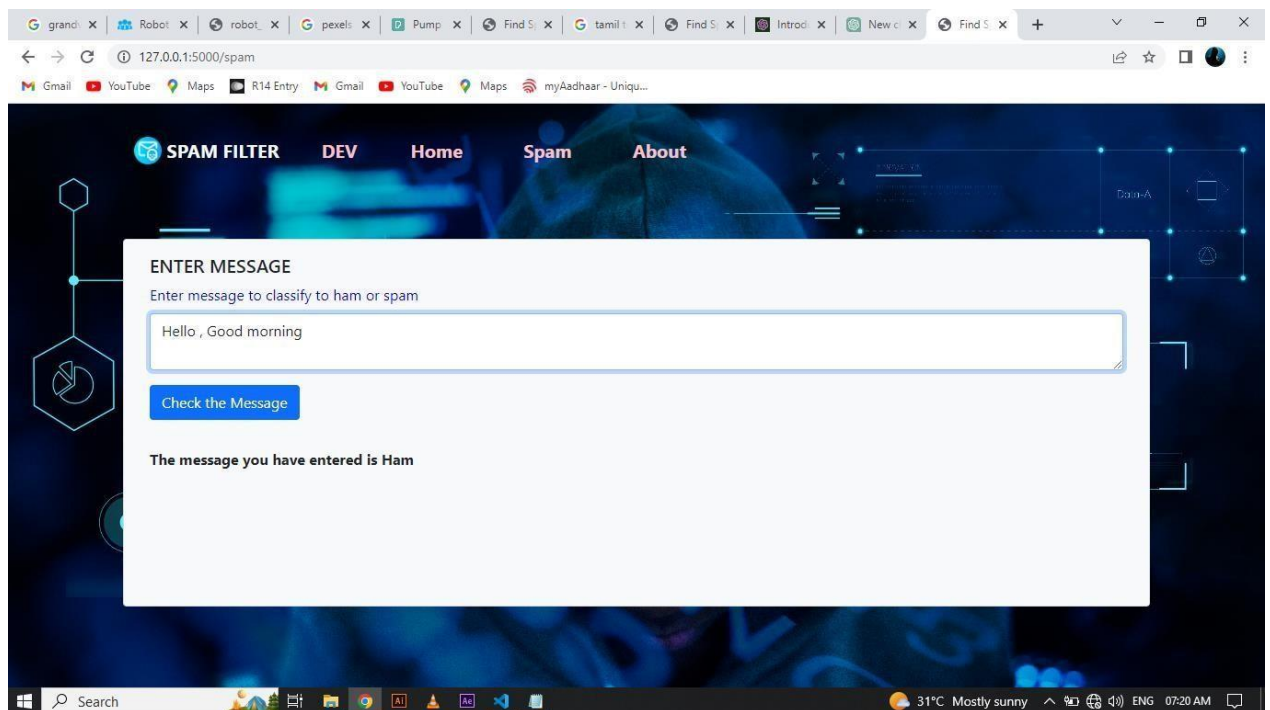 grandv Robot robot_ pexels Pump Find S tamil t Find S Introd New c Find S
127.0.0.1:5000/spam
Gmail YouTube Maps R14 Entry Gmail YouTube Maps myAadhaar - Uniqu...
SPAM FILTER DEV Home Spam About
Data-A
ENTER MESSAGE
Enter message to classify to ham or spam
Hello , Good morning
Check the Message
The message you have entered is Ham
Search 31°C Mostly sunny ENG 07:20 AM